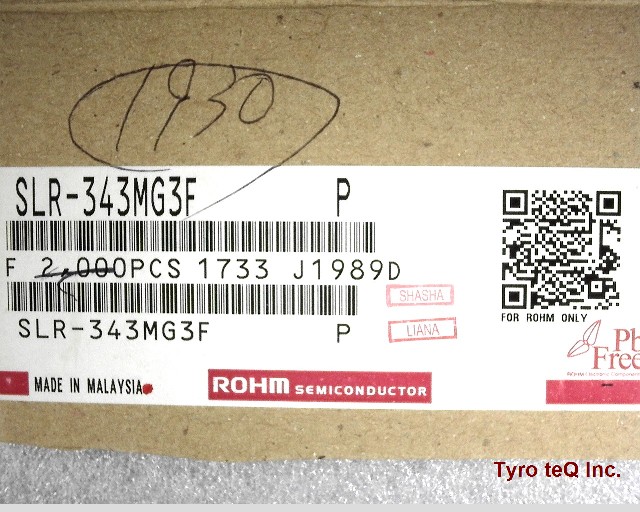 1930
SLR-343MG3F P
F 2,000PCS 1733 J1989D
SHASHA
SLR-343MG3F P
LIANA
FOR ROHM ONLY
Pb
Free
MADE IN MALAYSIA
ROHM SEMICONDUCTOR
Tyro teQ Inc.